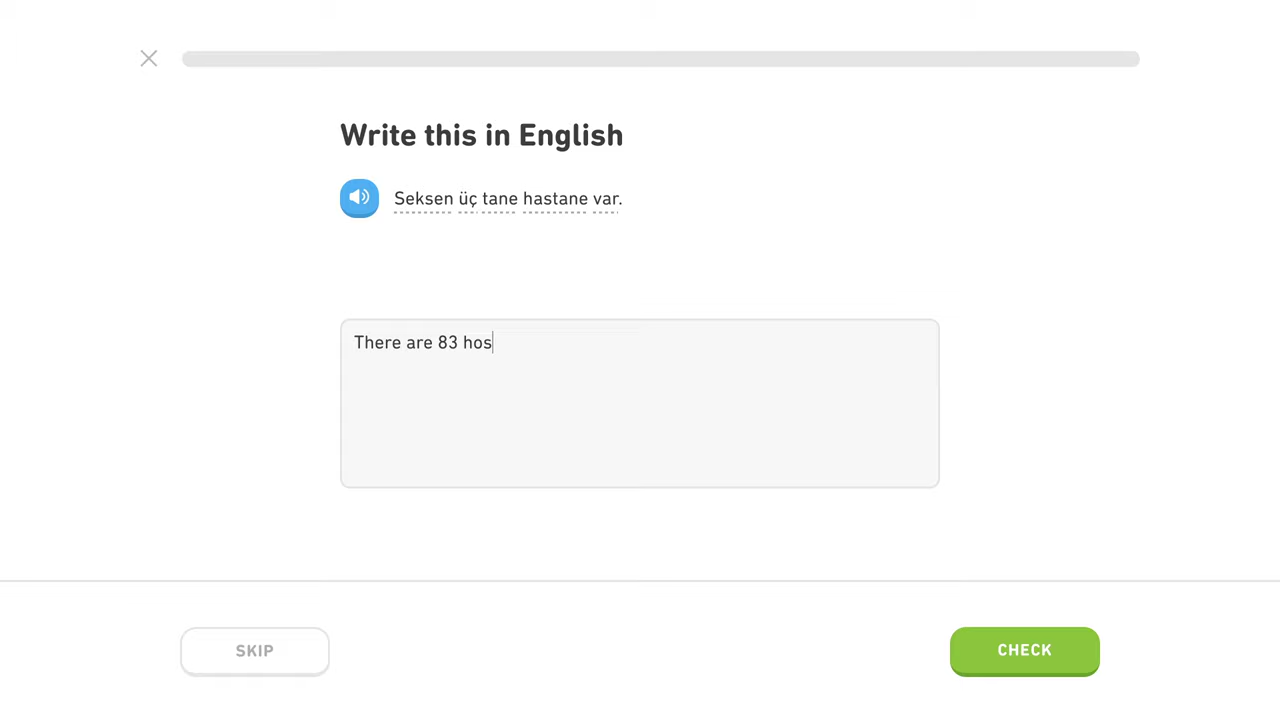 Write this in English
Seksen üç tane hastane var.
There are 83 hos
SKIP
CHECK